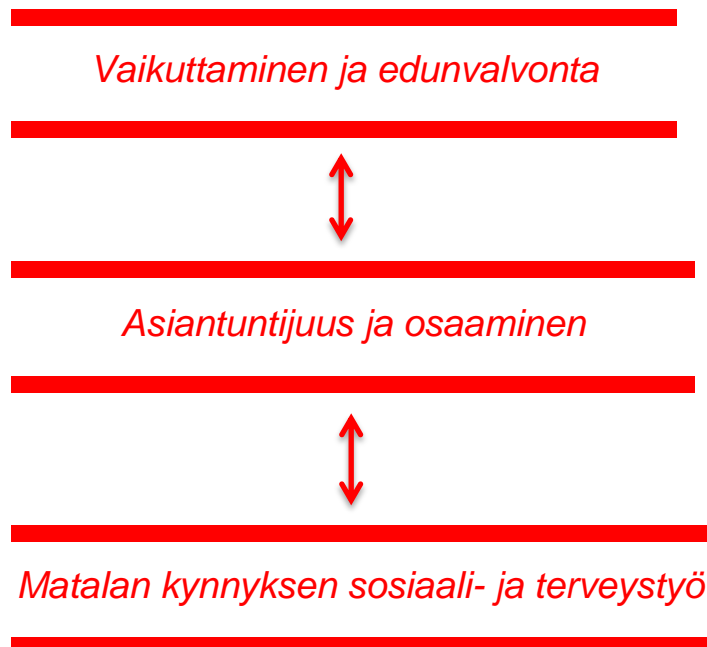 Vaikuttaminen ja edunvalvonta
Asiantuntijuus ja osaaminen
Matalan kynnyksen sosiaali- ja terveystyö